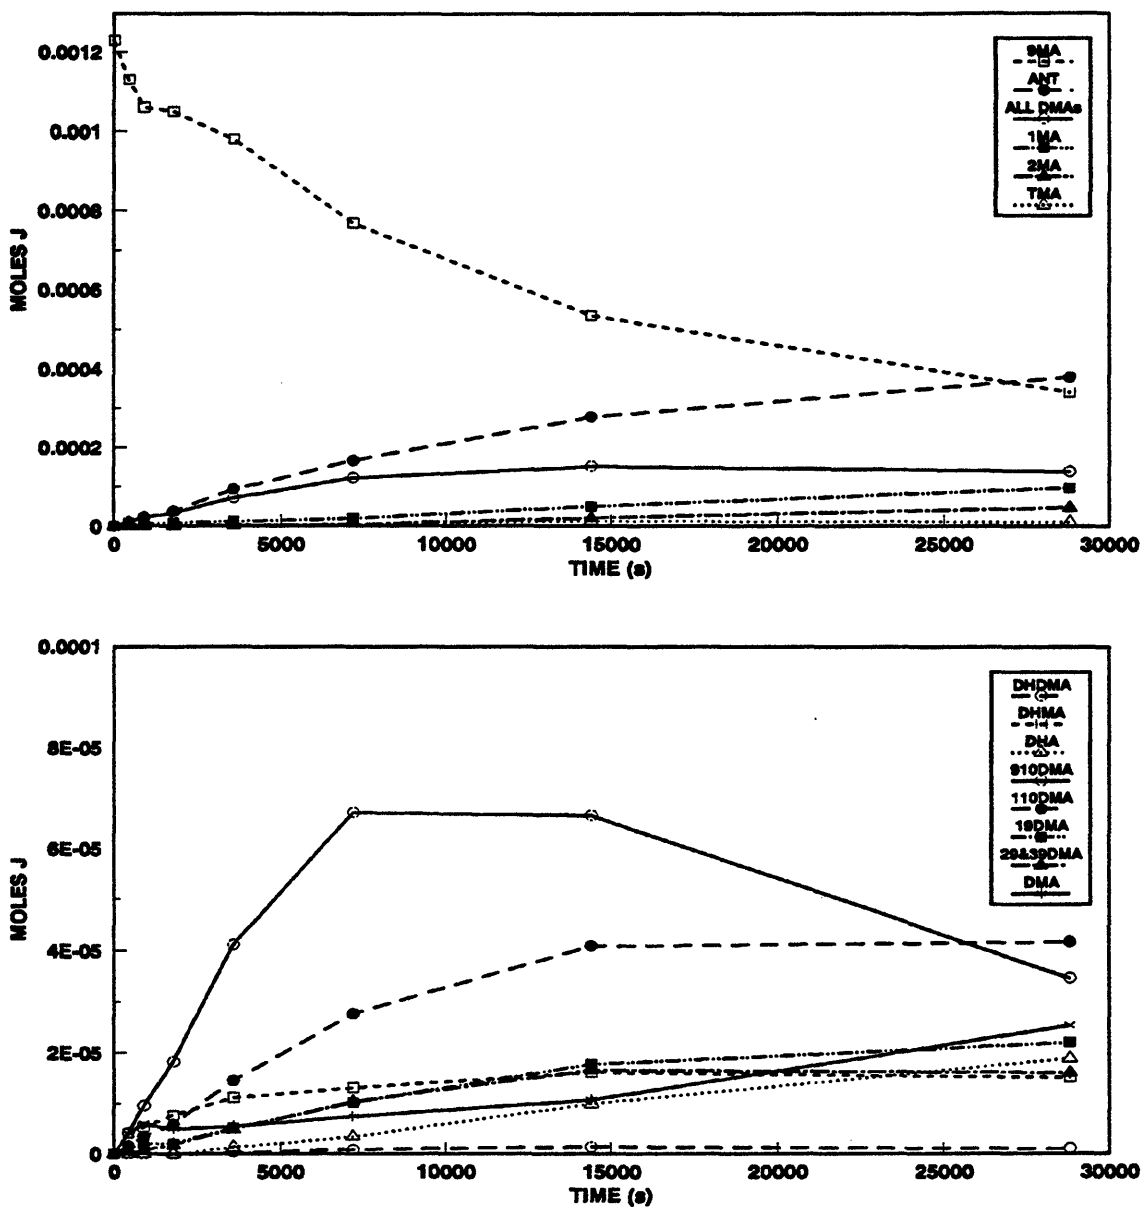 0.0012
0.001
0.0008
0.0006
0.0004
0.0002
0
MOLES J
9MA
ANT
ALL DMAs
1MA
2MA
TMA
0 5000 10000 15000 20000 25000 30000
TIME (s)
0.0001
8E-05
6E-05
4E-05
2E-05
0
MOLES J
DHDMA
DHMA
DHA
910DMA
110DMA
19DMA
29&39DMA
DMA
0 5000 10000 15000 20000 25000 30000
TIME (s)